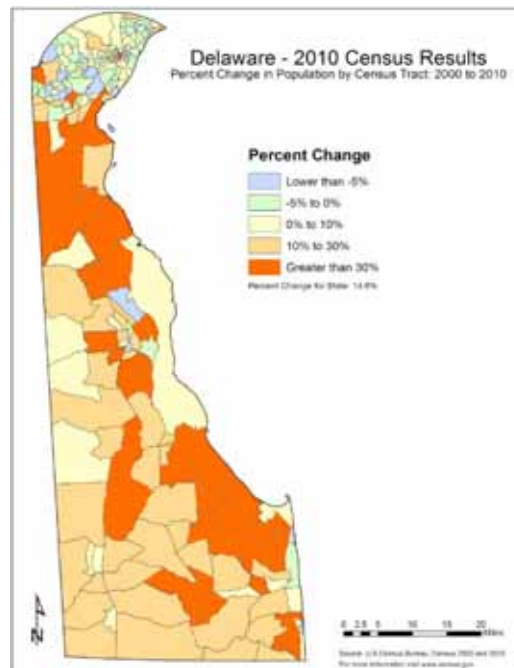 Delaware - 2010 Census Results
Percent Change in Population by Census Tract: 2000 to 2010
Percent Change
Lower than -5%
-5% to 0%
0% to 10%
10% to 30%
Greater than 30%
Percent Change for State: 14.6%
N
0 2.5 5 10 15 20
Miles
Source: U.S. Census Bureau, Census 2000 and 2010
For more information visit www.census.gov